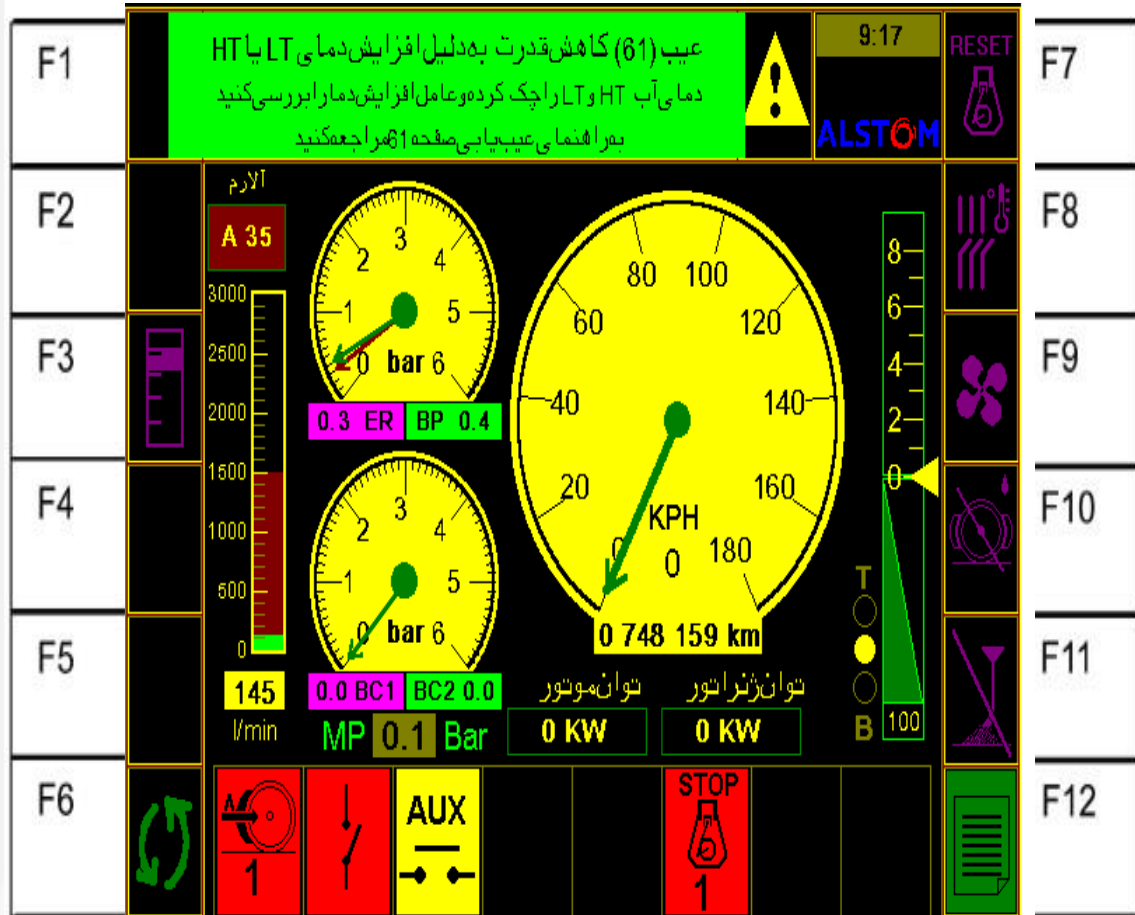 F1
F2
F3
F4
F5
F6
عیب (61) کاهش قدرت به دلیل افزایش دمای LT یا HT
دمای آب HT و LT را چک کرده و عامل افزایش دما را بررسی کنید
به راهنمای عیب یابی صفحه 61 مراجعه کنید
9:17
ALSTOM
RESET
آلارم
A 35
3000
2500
2000
1500
1000
500
0
145
l/min
0 1 2 3 4 5 6
bar
0.3 ER BP 0.4
0 1 2 3 4 5 6
bar
0.0 BC1 BC2 0.0
MP 0.1 Bar
0 20 40 60 80 100 120 140 160 180
KPH
0
0 748 159 km
توان موتور
0 KW
توان ژنراتور
0 KW
8
6
4
2
0
T
B
100
1
AUX
STOP
1
F7
F8
F9
F10
F11
F12